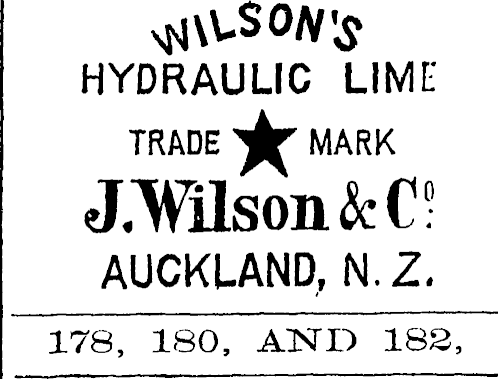 WILSON'S
HYDRAULIC LIME
TRADE ★ MARK
J. Wilson & Co.
AUCKLAND, N. Z.
178, 180, AND 182,